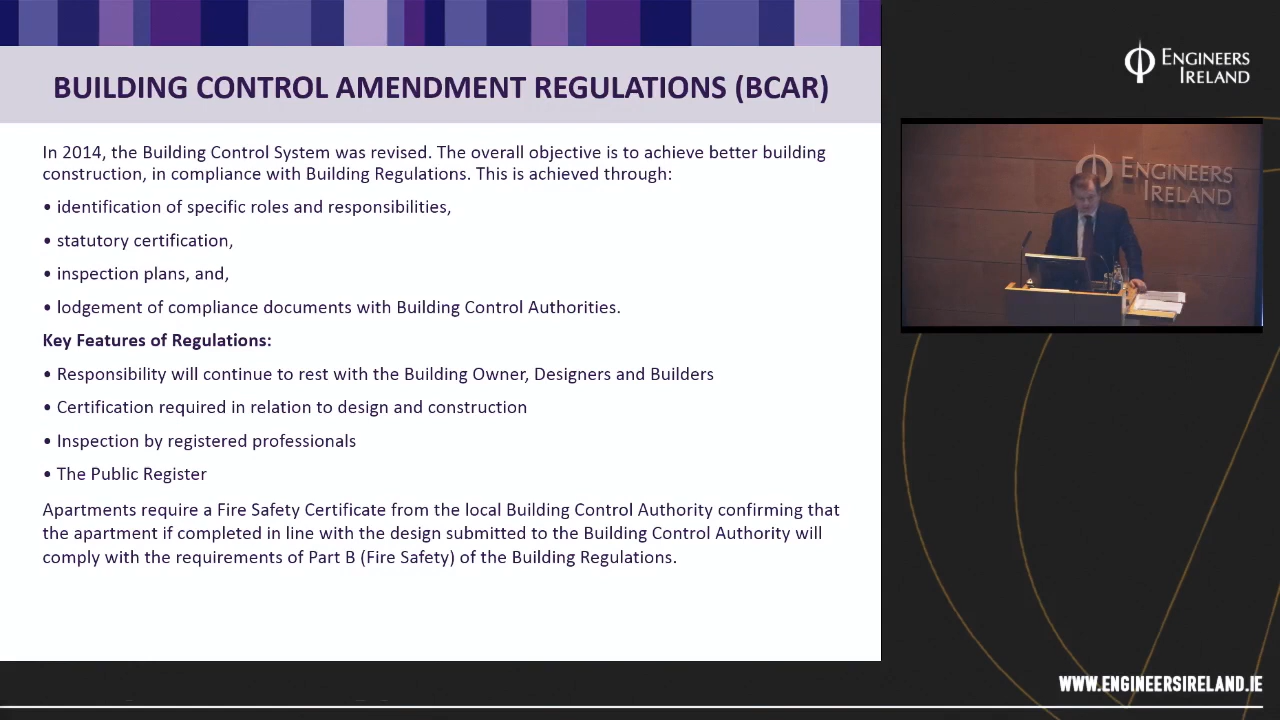 BUILDING CONTROL AMENDMENT REGULATIONS (BCAR)
In 2014, the Building Control System was revised. The overall objective is to achieve better building
construction, in compliance with Building Regulations. This is achieved through:
• identification of specific roles and responsibilities,
• statutory certification,
• inspection plans, and,
• lodgement of compliance documents with Building Control Authorities.
Key Features of Regulations:
• Responsibility will continue to rest with the Building Owner, Designers and Builders
• Certification required in relation to design and construction
• Inspection by registered professionals
• The Public Register
Apartments require a Fire Safety Certificate from the local Building Control Authority confirming that
the apartment if completed in line with the design submitted to the Building Control Authority will
comply with the requirements of Part B (Fire Safety) of the Building Regulations.
ENGINEERS
IRELAND
ENGINEERS
IRELAND
WWW.ENGINEERSIRELAND.IE